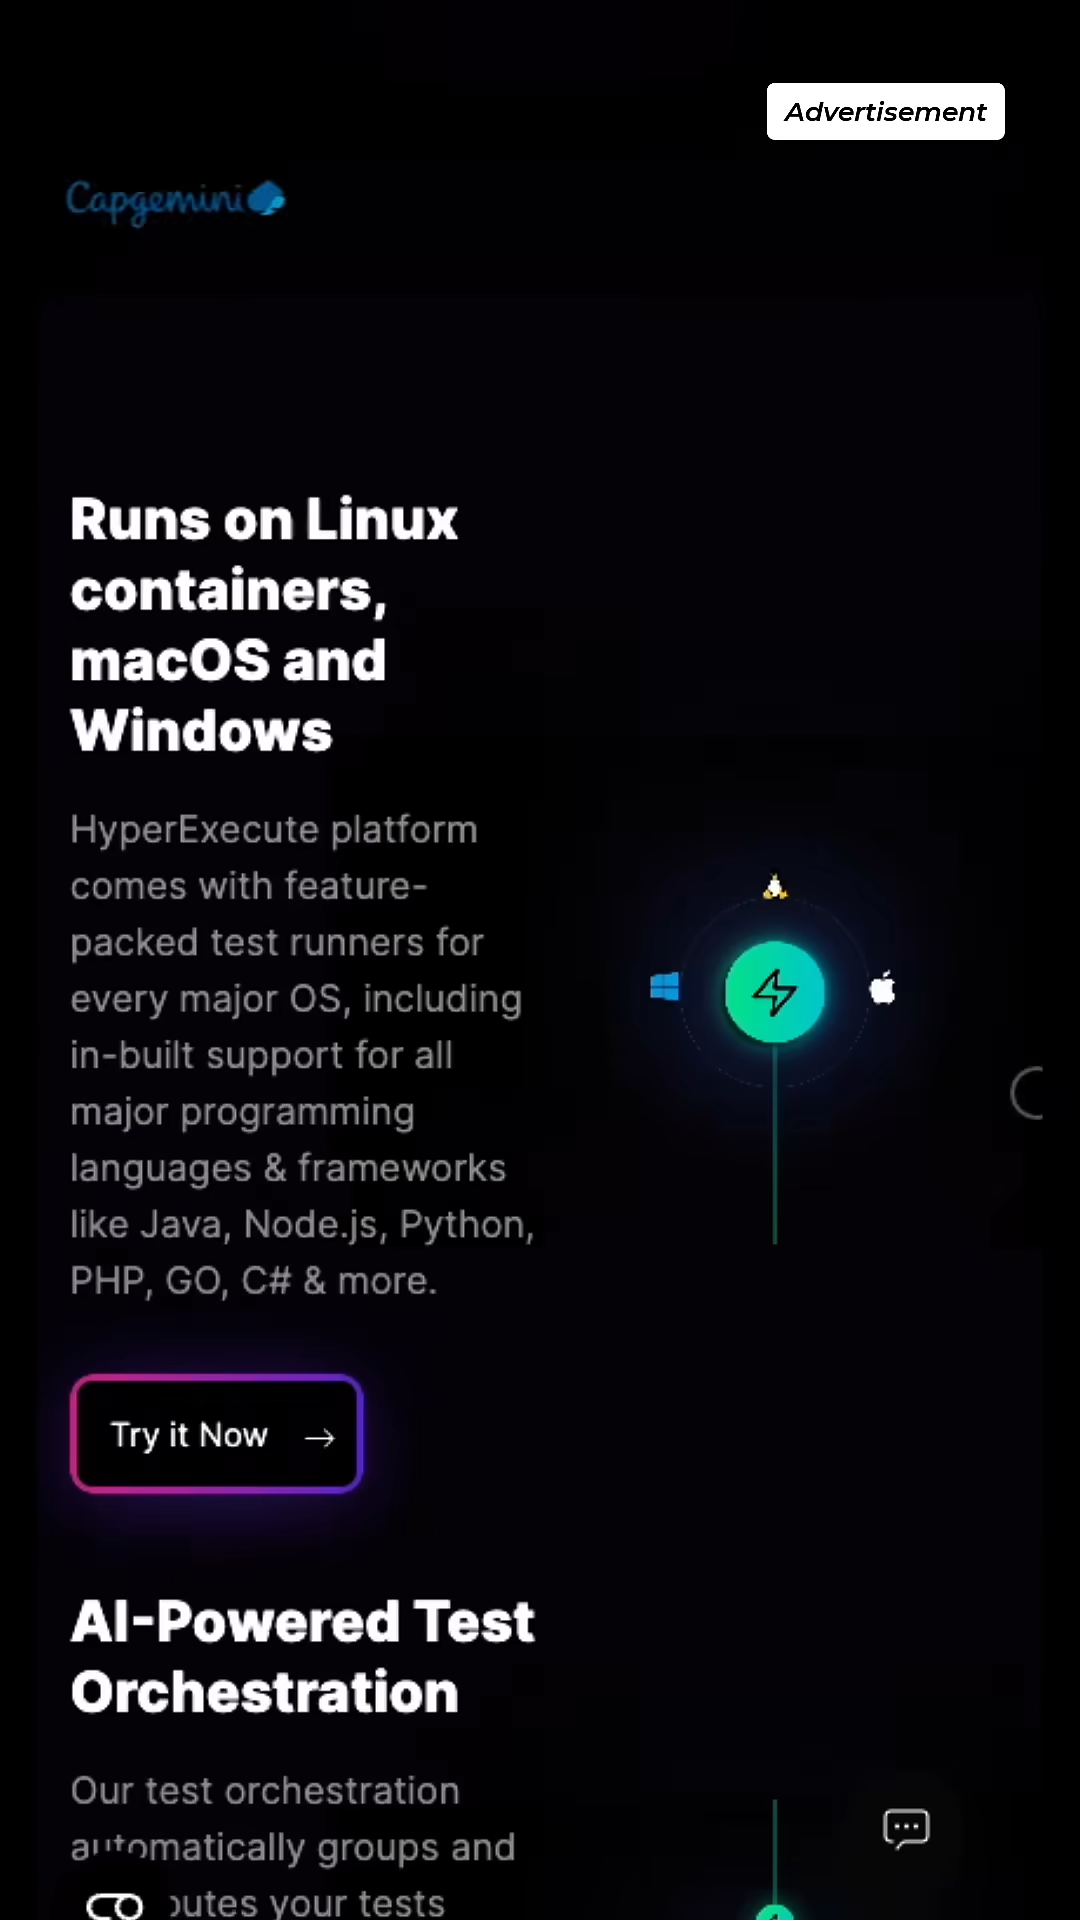 Advertisement
Capgemini
Runs on Linux
containers,
macOS and
Windows
HyperExecute platform
comes with feature-
packed test runners for
every major OS, including
in-built support for all
major programming
languages & frameworks
like Java, Node.js, Python,
PHP, GO, C# & more.
Try it Now →
AI-Powered Test
Orchestration
Our test orchestration
automatically groups and
your tests